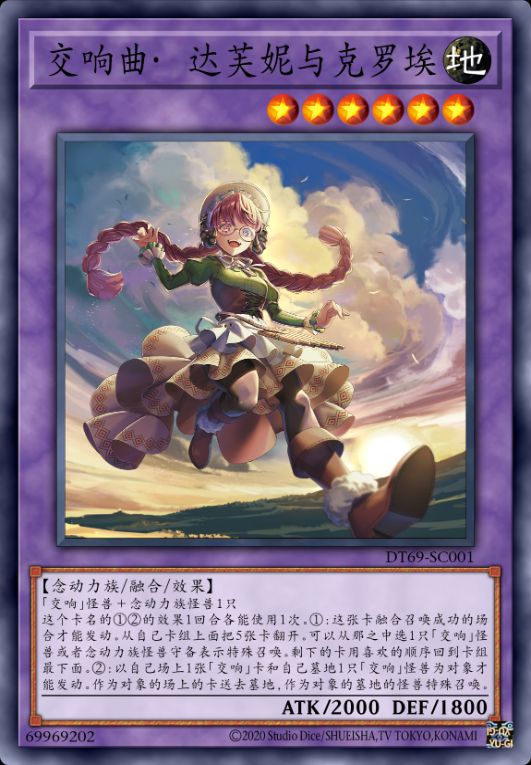 交响曲·达芙妮与克罗埃
地
DT69-SC001
【念动力族/融合/效果】
「交响」怪兽＋念动力族怪兽1只
这个卡名的①②的效果1回合各能使用1次。①:这张卡融合召唤成功的场
合才能发动。从自己卡组上面把5张卡翻开。可以从那之中选1只「交响」怪
兽或者念动力族怪兽守备表示特殊召唤。剩下的卡用喜欢的顺序回到卡组
最下面。②:以自己场上1张「交响」卡和自己墓地1只「交响」怪兽为对象才
能发动。作为对象的场上的卡送去墓地,作为对象的墓地的怪兽特殊召唤。
ATK/2000 DEF/1800
69969202
©2020 Studio Dice/SHUEISHA,TV TOKYO,KONAMI